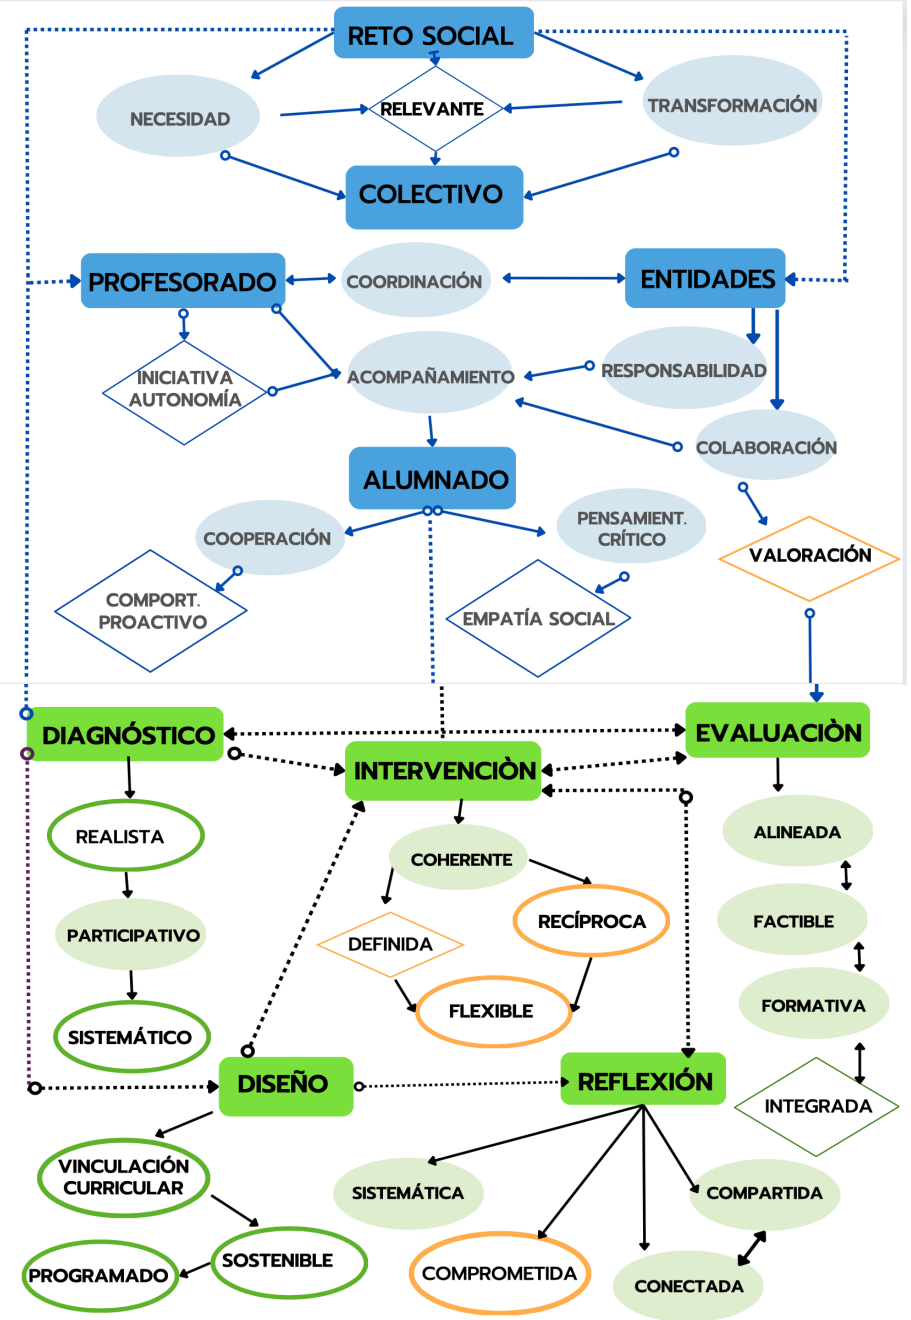 RETO SOCIAL
NECESIDAD
RELEVANTE
TRANSFORMACIÓN
COLECTIVO
PROFESORADO
COORDINACIÓN
ENTIDADES
INICIATIVA
AUTONOMÍA
ACOMPAÑAMIENTO
RESPONSABILIDAD
COLABORACIÓN
ALUMNADO
COOPERACIÓN
PENSAMIENT.
CRÍTICO
VALORACIÓN
COMPORT.
PROACTIVO
EMPATÍA SOCIAL
DIAGNÓSTICO
INTERVENCIÒN
EVALUACIÒN
REALISTA
COHERENTE
ALINEADA
PARTICIPATIVO
DEFINIDA
RECÍPROCA
FACTIBLE
SISTEMÁTICO
FLEXIBLE
FORMATIVA
DISEÑO
REFLEXIÓN
INTEGRADA
VINCULACIÓN
CURRICULAR
SISTEMÁTICA
COMPARTIDA
PROGRAMADO
SOSTENIBLE
COMPROMETIDA
CONECTADA